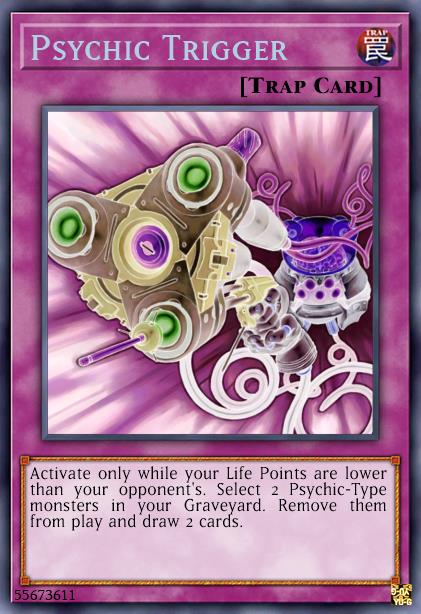 Psychic Trigger
TRAP
罠
[Trap Card]
Activate only while your Life Points are lower
than your opponent's. Select 2 Psychic-Type
monsters in your Graveyard. Remove them
from play and draw 2 cards.
55673611